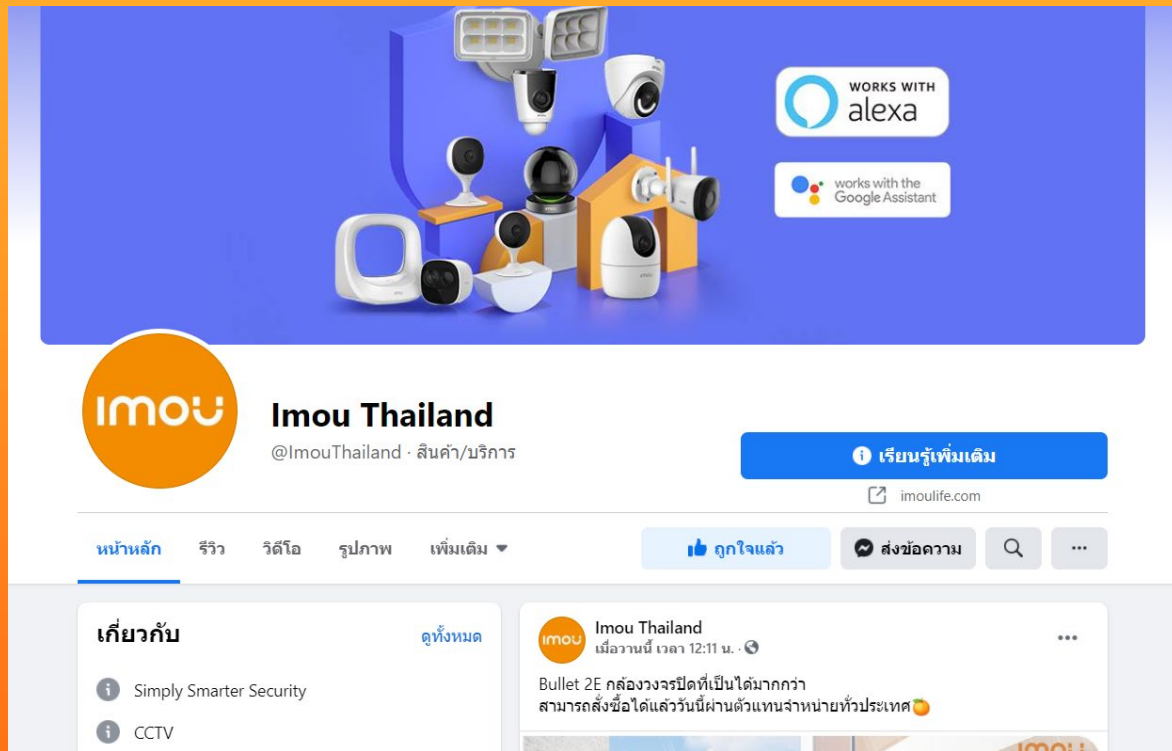 WORKS WITH
alexa
works with the
Google Assistant
imou
Imou Thailand
@ImouThailand · สินค้า/บริการ
เรียนรู้เพิ่มเติม
imoulife.com
หน้าหลัก รีวิว วิดีโอ รูปภาพ เพิ่มเติม
ถูกใจแล้ว ส่งข้อความ
เกี่ยวกับ ดูทั้งหมด
Simply Smarter Security
CCTV
imou
Imou Thailand
เมื่อวานนี้ เวลา 12:11 น. ·
Bullet 2E กล้องวงจรปิดที่เป็นได้มากกว่า
สามารถสั่งซื้อได้แล้ววันนี้ผ่านตัวแทนจำหน่ายทั่วประเทศ🍊
imou